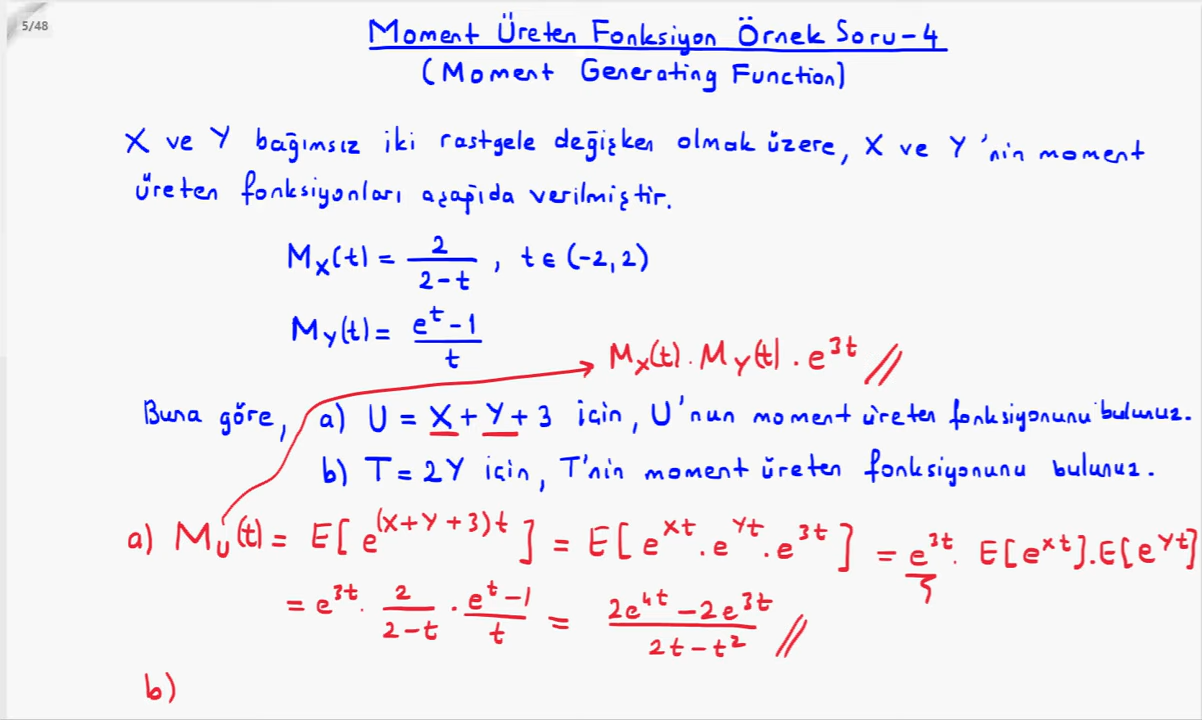 5/48
Moment Üreten Fonksiyon Örnek Soru-4
(Moment Generating Function)
X ve Y bağımsız iki rastgele değişken olmak üzere, X ve Y'nin moment
üreten fonksiyonları aşağıda verilmiştir.
Mx(t) = 2/(2-t) , t ∈ (-2,2)
My(t) = (e^t - 1)/t
Mx(t) . My(t) . e^3t //
Buna göre, a) U = X + Y + 3 için, U'nun moment üreten fonksiyonunu bulunuz.
b) T = 2Y için, T'nin moment üreten fonksiyonunu bulunuz.
a) Mu(t) = E[e^(X+Y+3)t] = E[e^Xt . e^Yt . e^3t] = e^3t . E[e^Xt] . E[e^Yt]
= e^3t . 2/(2-t) . (e^t - 1)/t = (2e^4t - 2e^3t)/(2t - t^2) //
b)